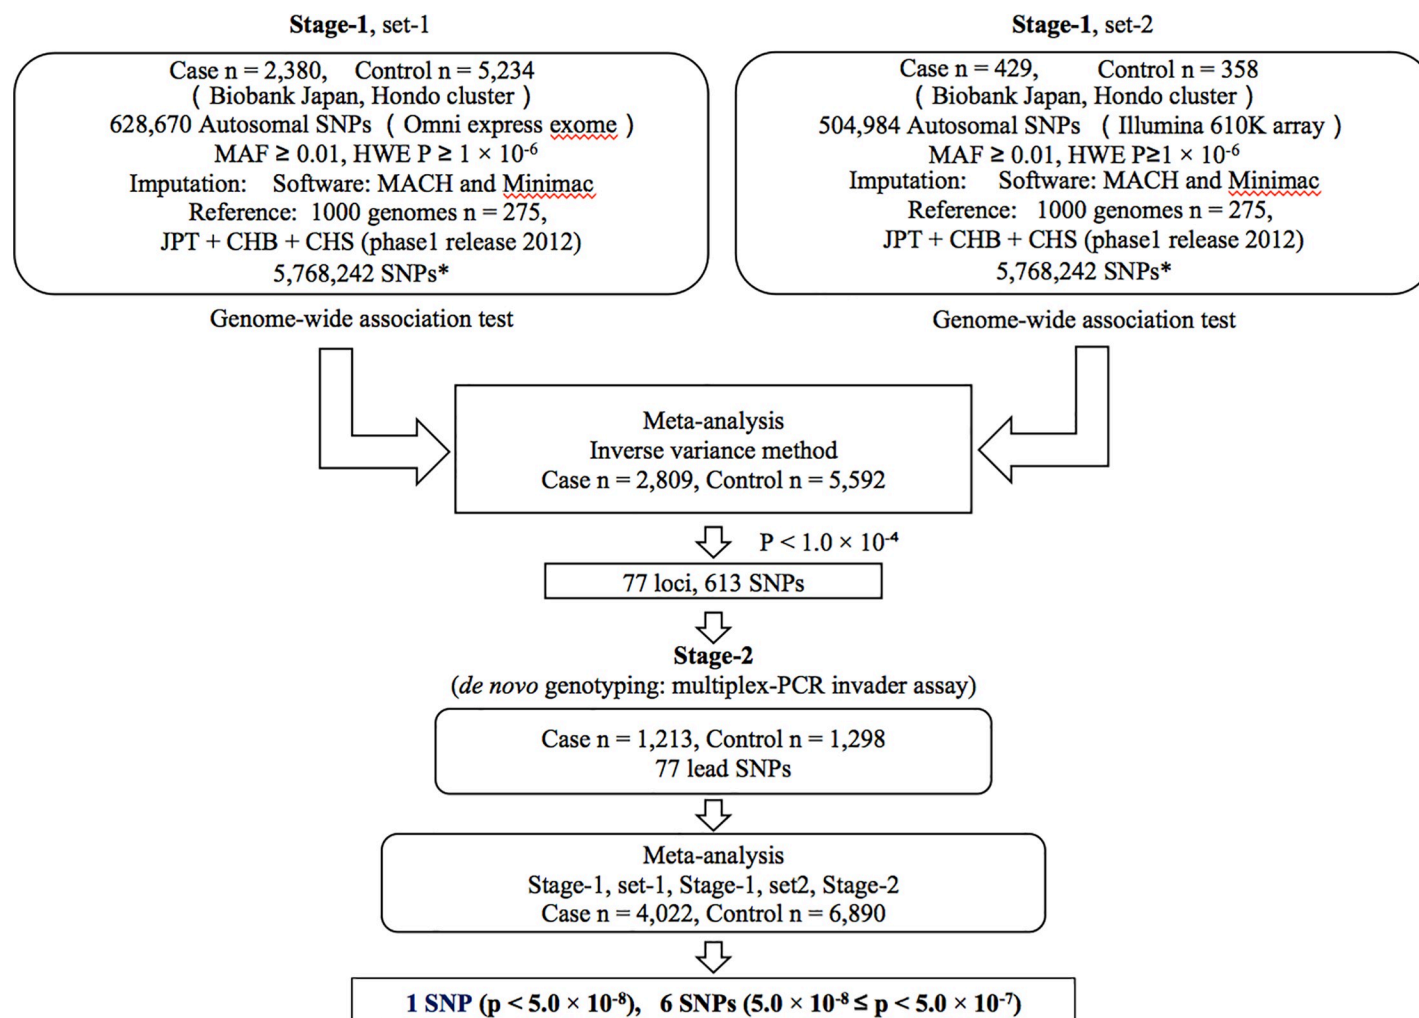 Stage-1, set-1
Case n = 2,380, Control n = 5,234
( Biobank Japan, Hondo cluster )
628,670 Autosomal SNPs ( Omni express exome )
MAF ≥ 0.01, HWE P ≥ 1 × 10⁻⁶
Imputation: Software: MACH and Minimac
Reference: 1000 genomes n = 275,
JPT + CHB + CHS (phase1 release 2012)
5,768,242 SNPs*
Genome-wide association test
Stage-1, set-2
Case n = 429, Control n = 358
( Biobank Japan, Hondo cluster )
504,984 Autosomal SNPs ( Illumina 610K array )
MAF ≥ 0.01, HWE P≥1 × 10⁻⁶
Imputation: Software: MACH and Minimac
Reference: 1000 genomes n = 275,
JPT + CHB + CHS (phase1 release 2012)
5,768,242 SNPs*
Genome-wide association test
Meta-analysis
Inverse variance method
Case n = 2,809, Control n = 5,592
P < 1.0 × 10⁻⁴
77 loci, 613 SNPs
Stage-2
(de novo genotyping: multiplex-PCR invader assay)
Case n = 1,213, Control n = 1,298
77 lead SNPs
Meta-analysis
Stage-1, set-1, Stage-1, set2, Stage-2
Case n = 4,022, Control n = 6,890
1 SNP (p < 5.0 × 10⁻⁸), 6 SNPs (5.0 × 10⁻⁸ ≤ p < 5.0 × 10⁻⁷)